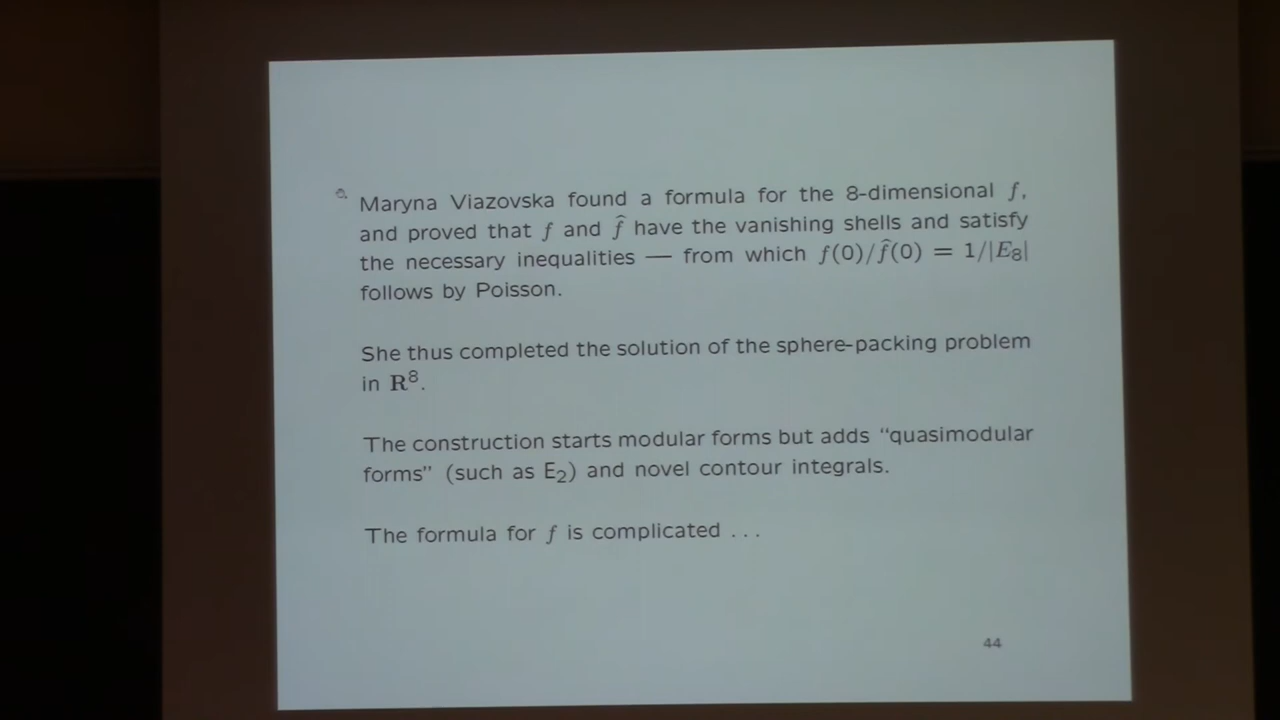 Maryna Viazovska found a formula for the 8-dimensional f,
and proved that f and f̂ have the vanishing shells and satisfy
the necessary inequalities — from which f(0)/f̂(0) = 1/|E₈|
follows by Poisson.
She thus completed the solution of the sphere-packing problem
in R⁸.
The construction starts modular forms but adds “quasimodular
forms” (such as E₂) and novel contour integrals.
The formula for f is complicated ...
44